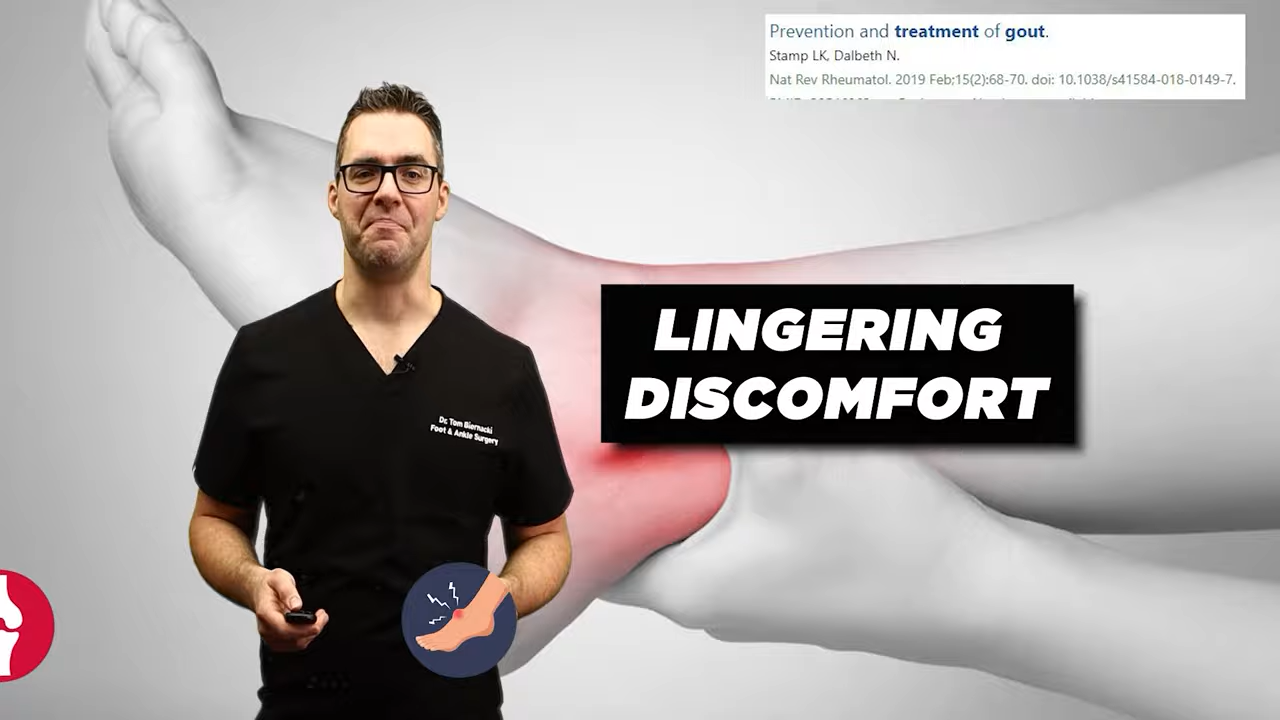 Prevention and treatment of gout.
Stamp LK, Dalbeth N.
Nat Rev Rheumatol. 2019 Feb;15(2):68-70. doi: 10.1038/s41584-018-0149-7.
LINGERING
DISCOMFORT
Dr. Tom Biernacki
Foot & Ankle Surgery